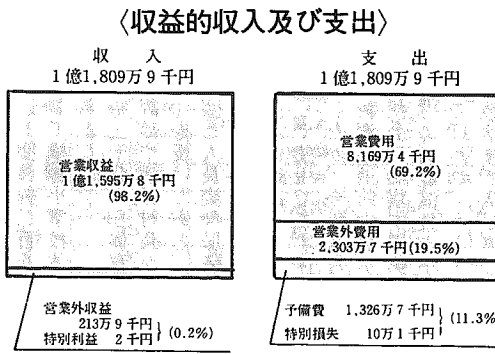 〈収益的収入及び支出〉
収　入
1億1,809万9千円
営業収益
1億1,595万8千円
(98.2%)
営業外収益
213万9千円
特別利益　2千円
(0.2%)
支　出
1億1,809万9千円
営業費用
8,169万4千円
(69.2%)
営業外費用
2,303万7千円(19.5%)
予備費　1,326万7千円
特別損失　10万1千円
(11.3%